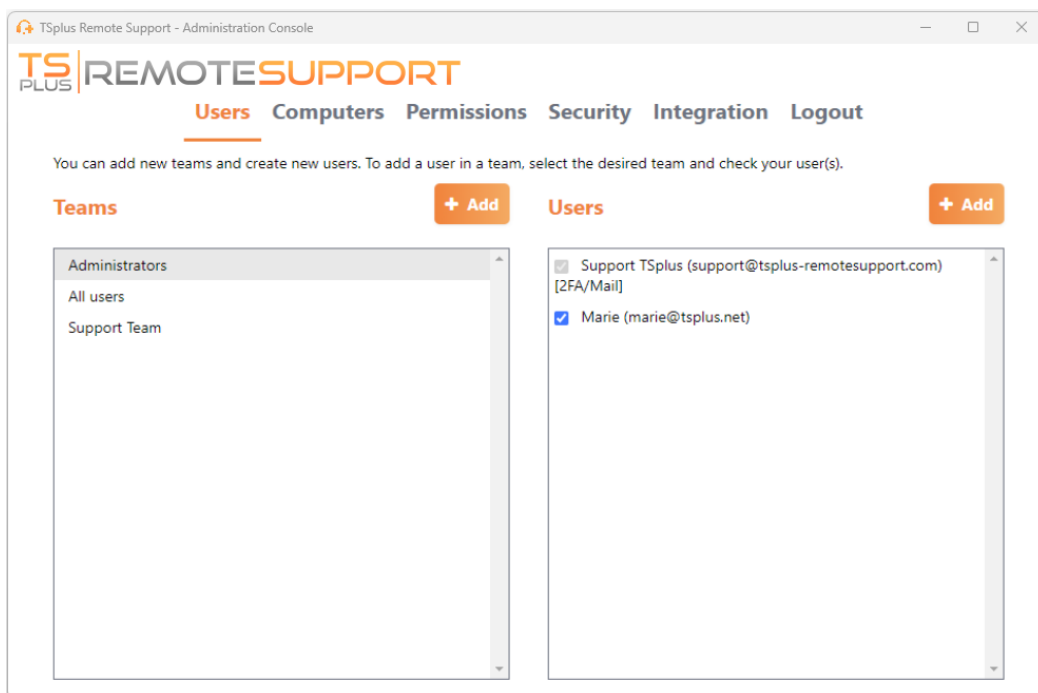 TSplus Remote Support - Administration Console
TS PLUS REMOTESUPPORT
Users Computers Permissions Security Integration Logout
You can add new teams and create new users. To add a user in a team, select the desired team and check your user(s).
Teams
+ Add
Administrators
All users
Support Team
Users
+ Add
Support TSplus (support@tsplus-remotesupport.com)
[2FA/Mail]
Marie (marie@tsplus.net)